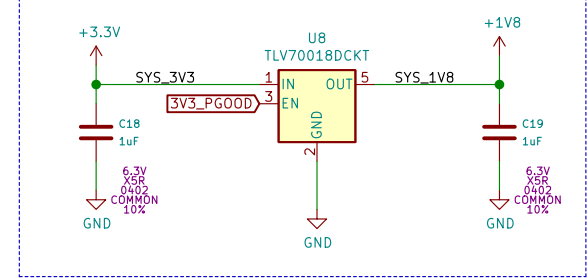 +3.3V
U8
+1V8
TLV70018DCKT
SYS_3V3
1
IN
OUT
5
SYS_1V8
3V3_PGOOD
3
EN
C18
1uF
GND
2
C19
1uF
6.3V
X5R
0402
COMMON
10%
6.3V
X5R
0402
COMMON
10%
GND
GND
GND